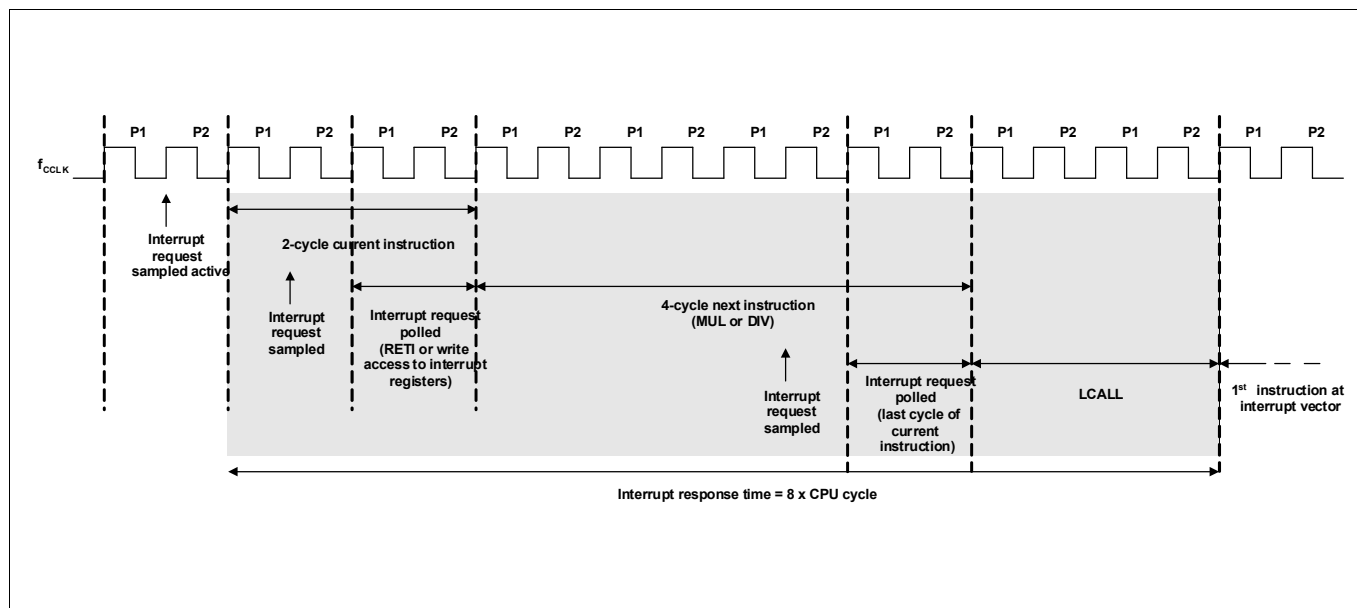 P1 P2 P1 P2 P1 P2 P1 P2 P1 P2 P1 P2 P1 P2 P1 P2 P1 P2 P1 P2
fCCLK
Interrupt
request
sampled active
2-cycle current instruction
Interrupt
request
sampled
Interrupt request
polled
(RETI or write
access to interrupt
registers)
4-cycle next instruction
(MUL or DIV)
Interrupt
request
sampled
Interrupt request
polled
(last cycle of
current
instruction)
LCALL
1st instruction at
interrupt vector
Interrupt response time = 8 x CPU cycle